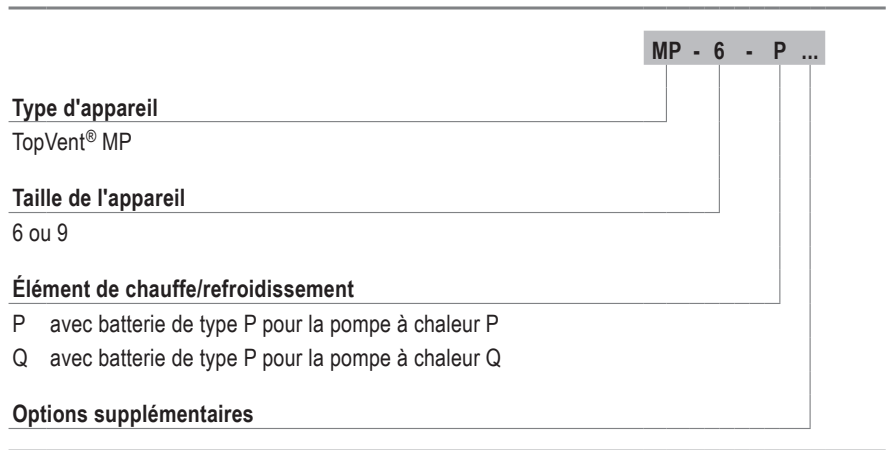 MP - 6 - P ...
Type d'appareil
TopVent® MP
Taille de l'appareil
6 ou 9
Élément de chauffe/refroidissement
P avec batterie de type P pour la pompe à chaleur P
Q avec batterie de type P pour la pompe à chaleur Q
Options supplémentaires